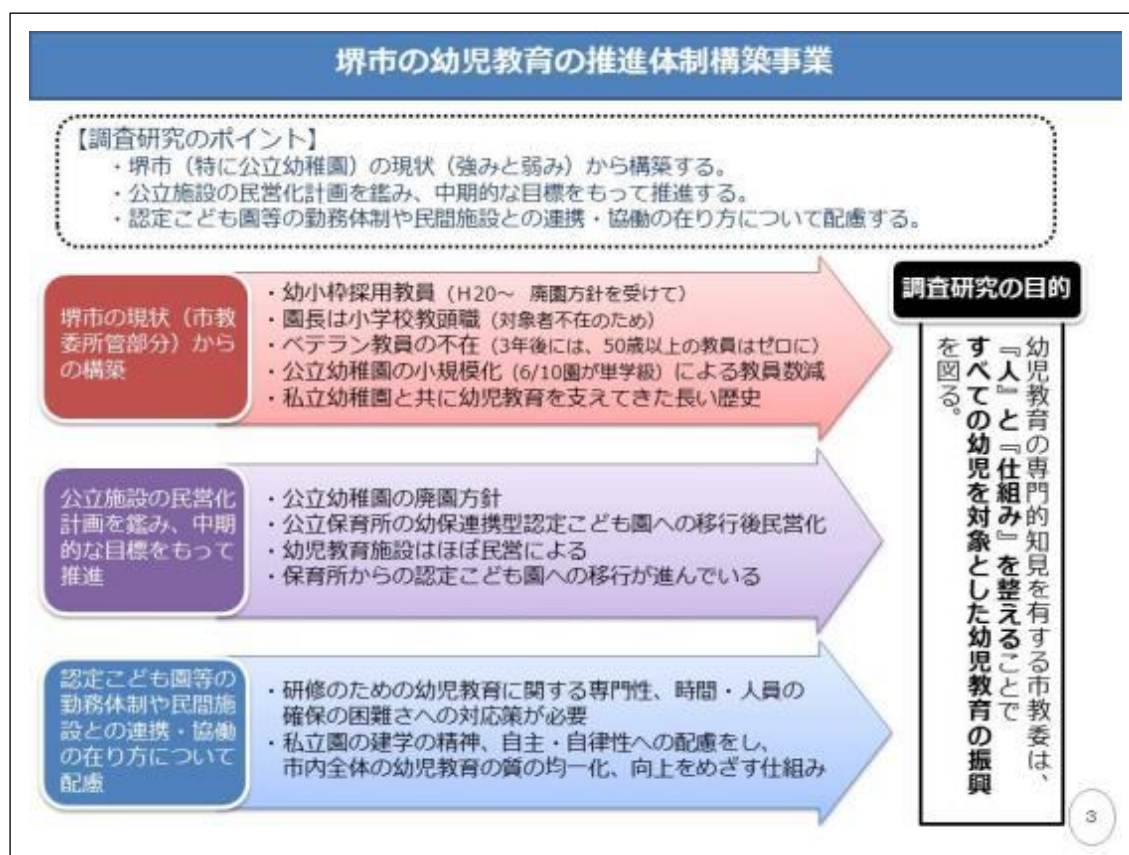 堺市の幼児教育の推進体制構築事業
【調査研究のポイント】
・堺市（特に公立幼稚園）の現状（強みと弱み）から構築する。
・公立施設の民営化計画を鑑み、中期的な目標をもって推進する。
・認定こども園等の勤務体制や民間施設との連携・協働の在り方について配慮する。
堺市の現状（市教
委所管部分）から
の構築
・幼小枠採用教員（H20～ 廃園方針を受けて）
・園長は小学校教頭職（対象者不在のため）
・ベテラン教員の不在（3年後には、50歳以上の教員はゼロに）
・公立幼稚園の小規模化（6/10園が単学級）による教員数減
・私立幼稚園と共に幼児教育を支えてきた長い歴史
公立施設の民営化
計画を鑑み、中期
的な目標をもって
推進
・公立幼稚園の廃園方針
・公立保育所の幼保連携型認定こども園への移行後民営化
・幼児教育施設はほぼ民営による
・保育所からの認定こども園への移行が進んでいる
認定こども園等の
勤務体制や民間施
設との連携・協働
の在り方について
配慮
・研修のための幼児教育に関する専門性、時間・人員の
確保の困難さへの対応策が必要
・私立園の建学の精神、自主・自律性への配慮をし、
市内全体の幼児教育の質の均一化、向上をめざす仕組み
調査研究の目的
幼児教育の専門的知見を有する市教委は、
『人』と『仕組み』を整えることで
すべての幼児を対象とした幼児教育の振興
を図る。
3